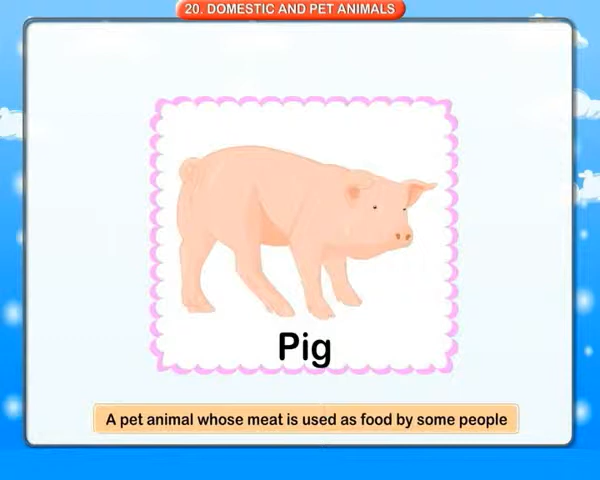 20. DOMESTIC AND PET ANIMALS
Pig
A pet animal whose meat is used as food by some people